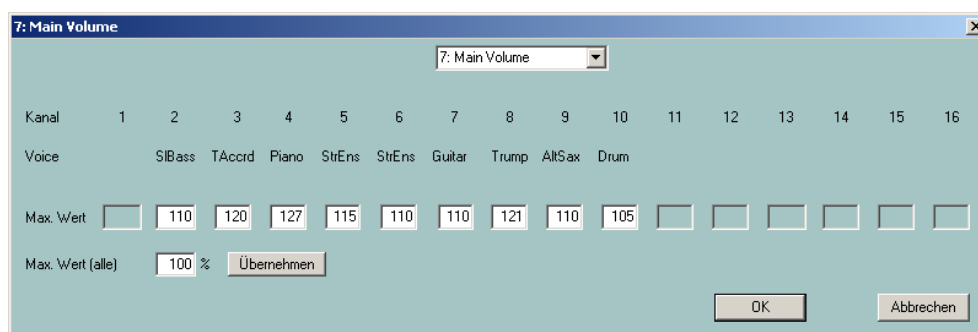 7: Main Volume
7: Main Volume
Kanal 1 2 3 4 5 6 7 8 9 10 11 12 13 14 15 16
Voice SlBass TAccrd Piano StrEns StrEns Guitar Trump AltSax Drum
Max. Wert 110 120 127 115 110 110 121 110 105
Max. Wert (alle) 100 % Übernehmen
OK Abbrechen